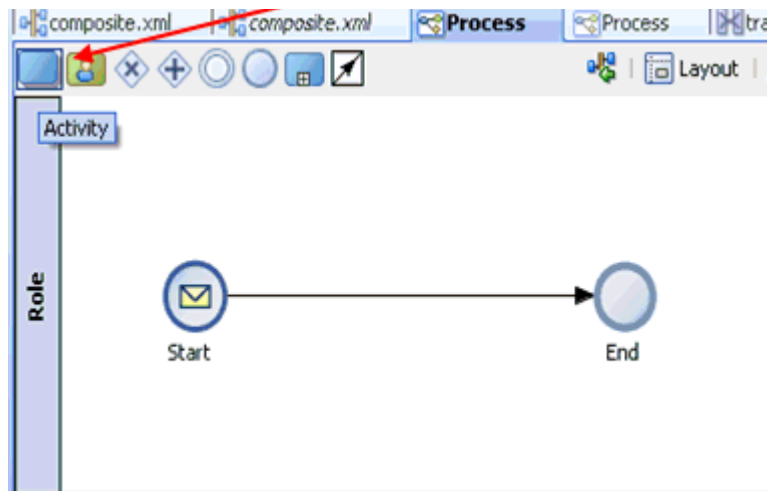 composite.xml composite.xml Process Process tra
Layout
Activity
Role
Start End